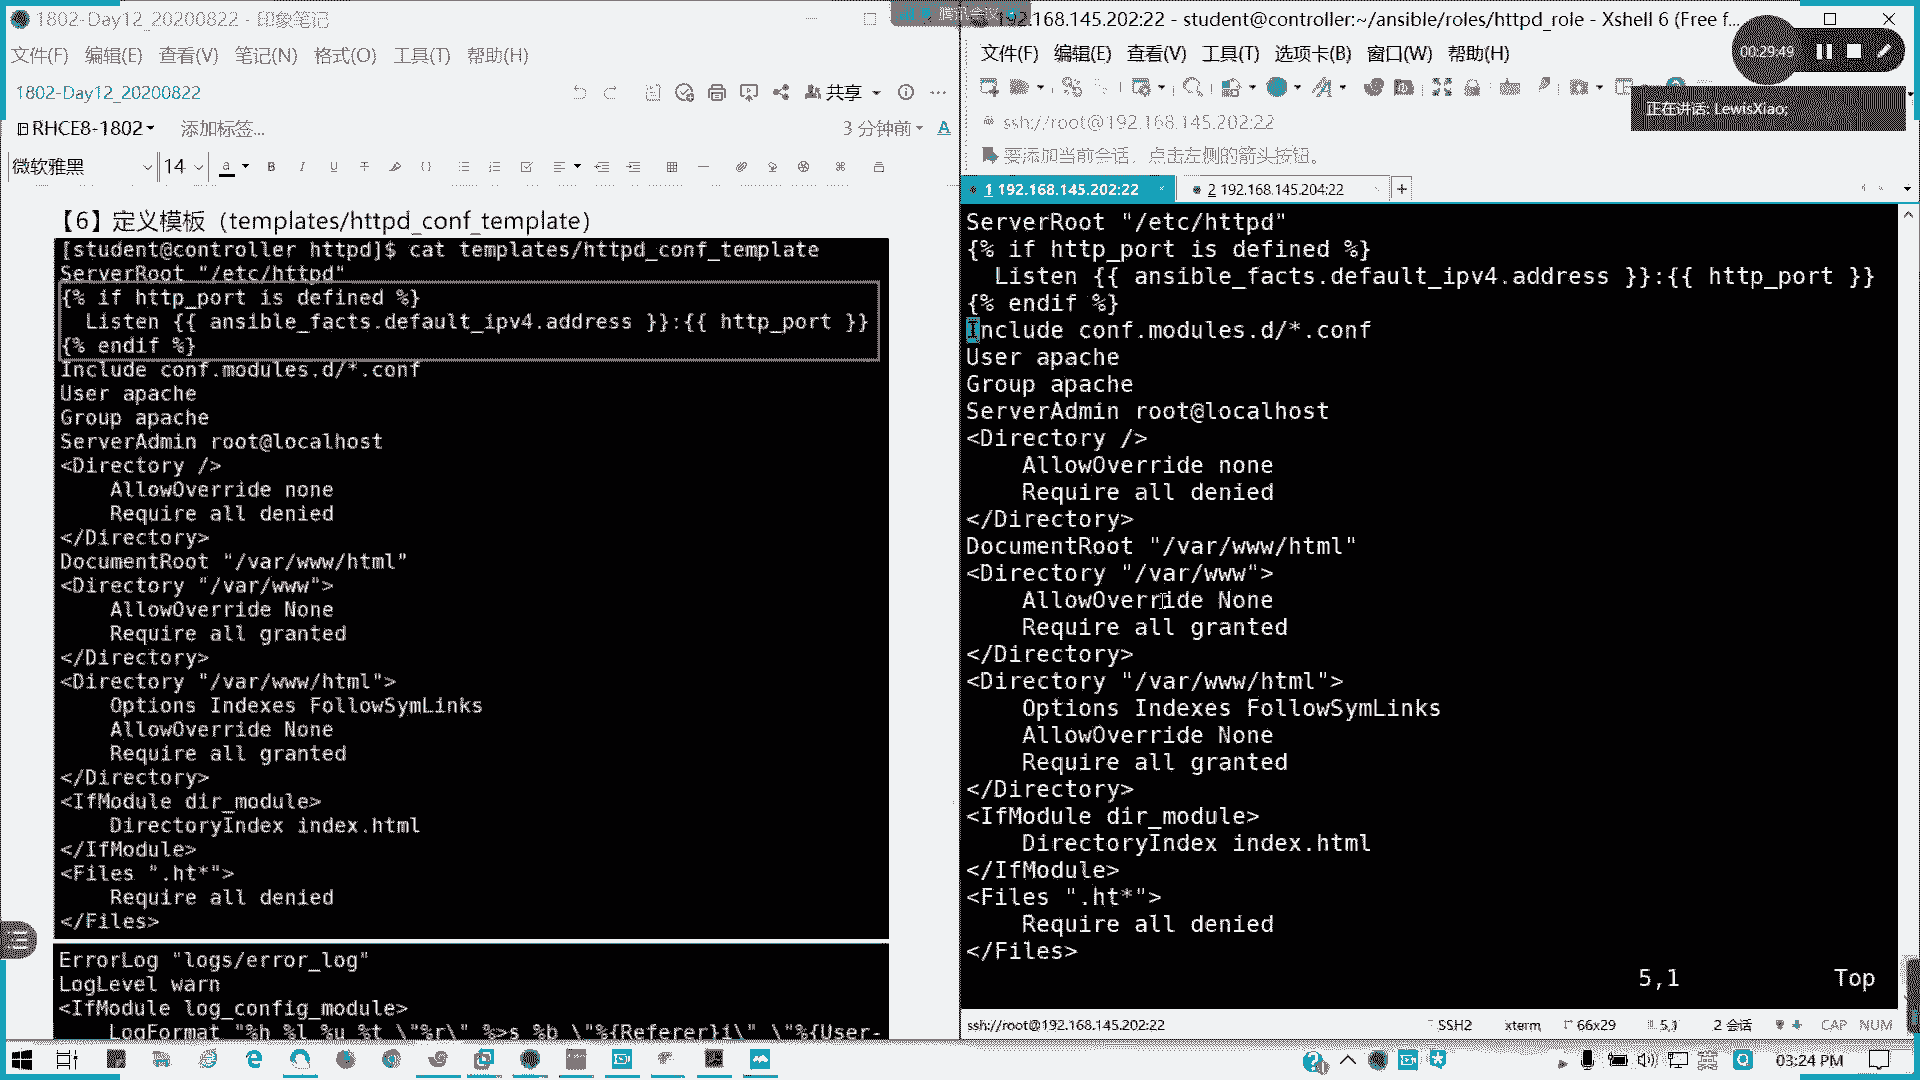 1802-Day12_20200822 - 印象笔记
文件(F) 编辑(E) 查看(V) 笔记(N) 格式(O) 工具(T) 帮助(H)
1802-Day12_20200822
共享
RHCE8-1802
添加标签...
3 分钟前
微软雅黑
14
【6】定义模板（templates/httpd_conf_template）
[student@controller httpd]$ cat templates/httpd_conf_template
ServerRoot "/etc/httpd"
{% if http_port is defined %}
  Listen {{ ansible_facts.default_ipv4.address }}:{{ http_port }}
{% endif %}
Include conf.modules.d/*.conf
User apache
Group apache
ServerAdmin root@localhost
<Directory />
    AllowOverride none
    Require all denied
</Directory>
DocumentRoot "/var/www/html"
<Directory "/var/www">
    AllowOverride None
    Require all granted
</Directory>
<Directory "/var/www/html">
    Options Indexes FollowSymLinks
    AllowOverride None
    Require all granted
</Directory>
<IfModule dir_module>
    DirectoryIndex index.html
</IfModule>
<Files ".ht*">
    Require all denied
</Files>
ErrorLog "logs/error_log"
LogLevel warn
<IfModule log_config_module>
    LogFormat "%h %l %u %t \"%r\" %>s %b \"%{Referer}i\" \"%{User-
腾讯会议
192.168.145.202:22 - student@controller:~/ansible/roles/httpd_role - Xshell 6 (Free f...
文件(F) 编辑(E) 查看(V) 工具(T) 选项卡(B) 窗口(W) 帮助(H)
00:29:49
正在讲话: LewisXiao;
ssh://root@192.168.145.202:22
要添加当前会话，点击左侧的箭头按钮。
1 192.168.145.202:22
2 192.168.145.204:22
ServerRoot "/etc/httpd"
{% if http_port is defined %}
  Listen {{ ansible_facts.default_ipv4.address }}:{{ http_port }}
{% endif %}
Include conf.modules.d/*.conf
User apache
Group apache
ServerAdmin root@localhost
<Directory />
    AllowOverride none
    Require all denied
</Directory>
DocumentRoot "/var/www/html"
<Directory "/var/www">
    AllowOverride None
    Require all granted
</Directory>
<Directory "/var/www/html">
    Options Indexes FollowSymLinks
    AllowOverride None
    Require all granted
</Directory>
<IfModule dir_module>
    DirectoryIndex index.html
</IfModule>
<Files ".ht*">
    Require all denied
</Files>
5,1 Top
ssh://root@192.168.145.202:22 SSH2 xterm 66x29 5,1 2 会话 CAP NUM
03:24 PM